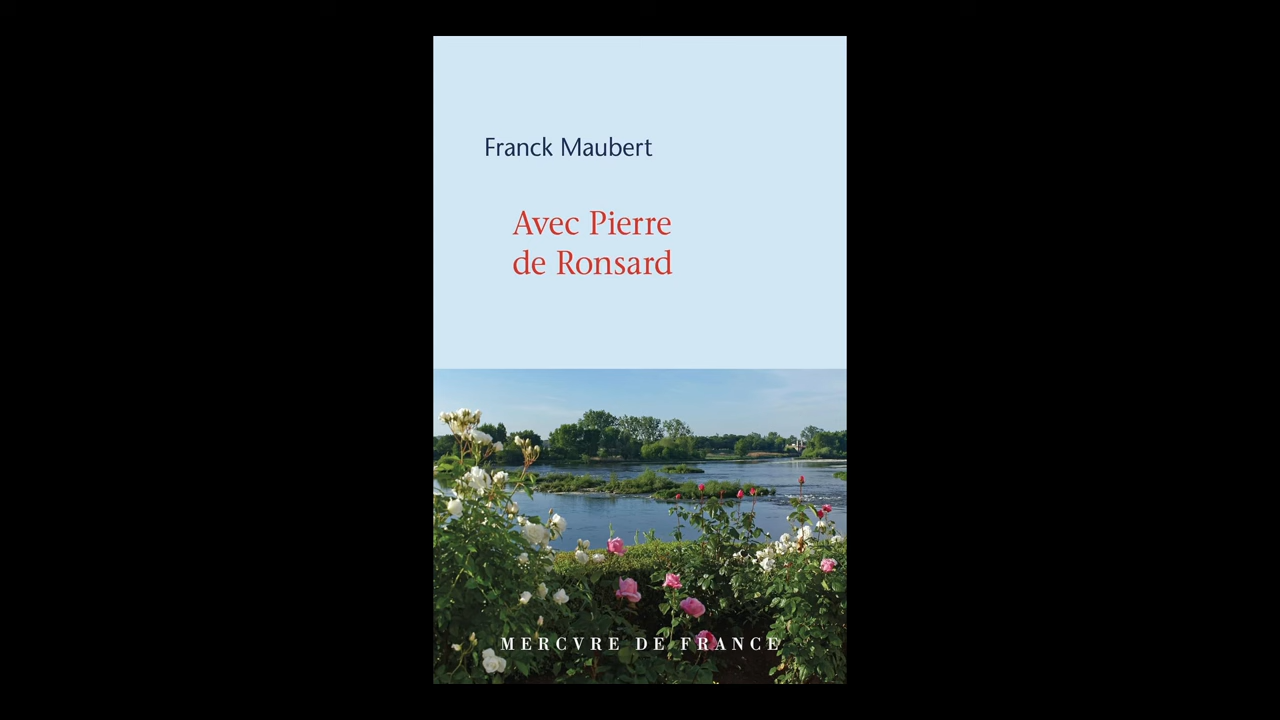 Franck Maubert
Avec Pierre
de Ronsard
MERCVRE DE FRANCE